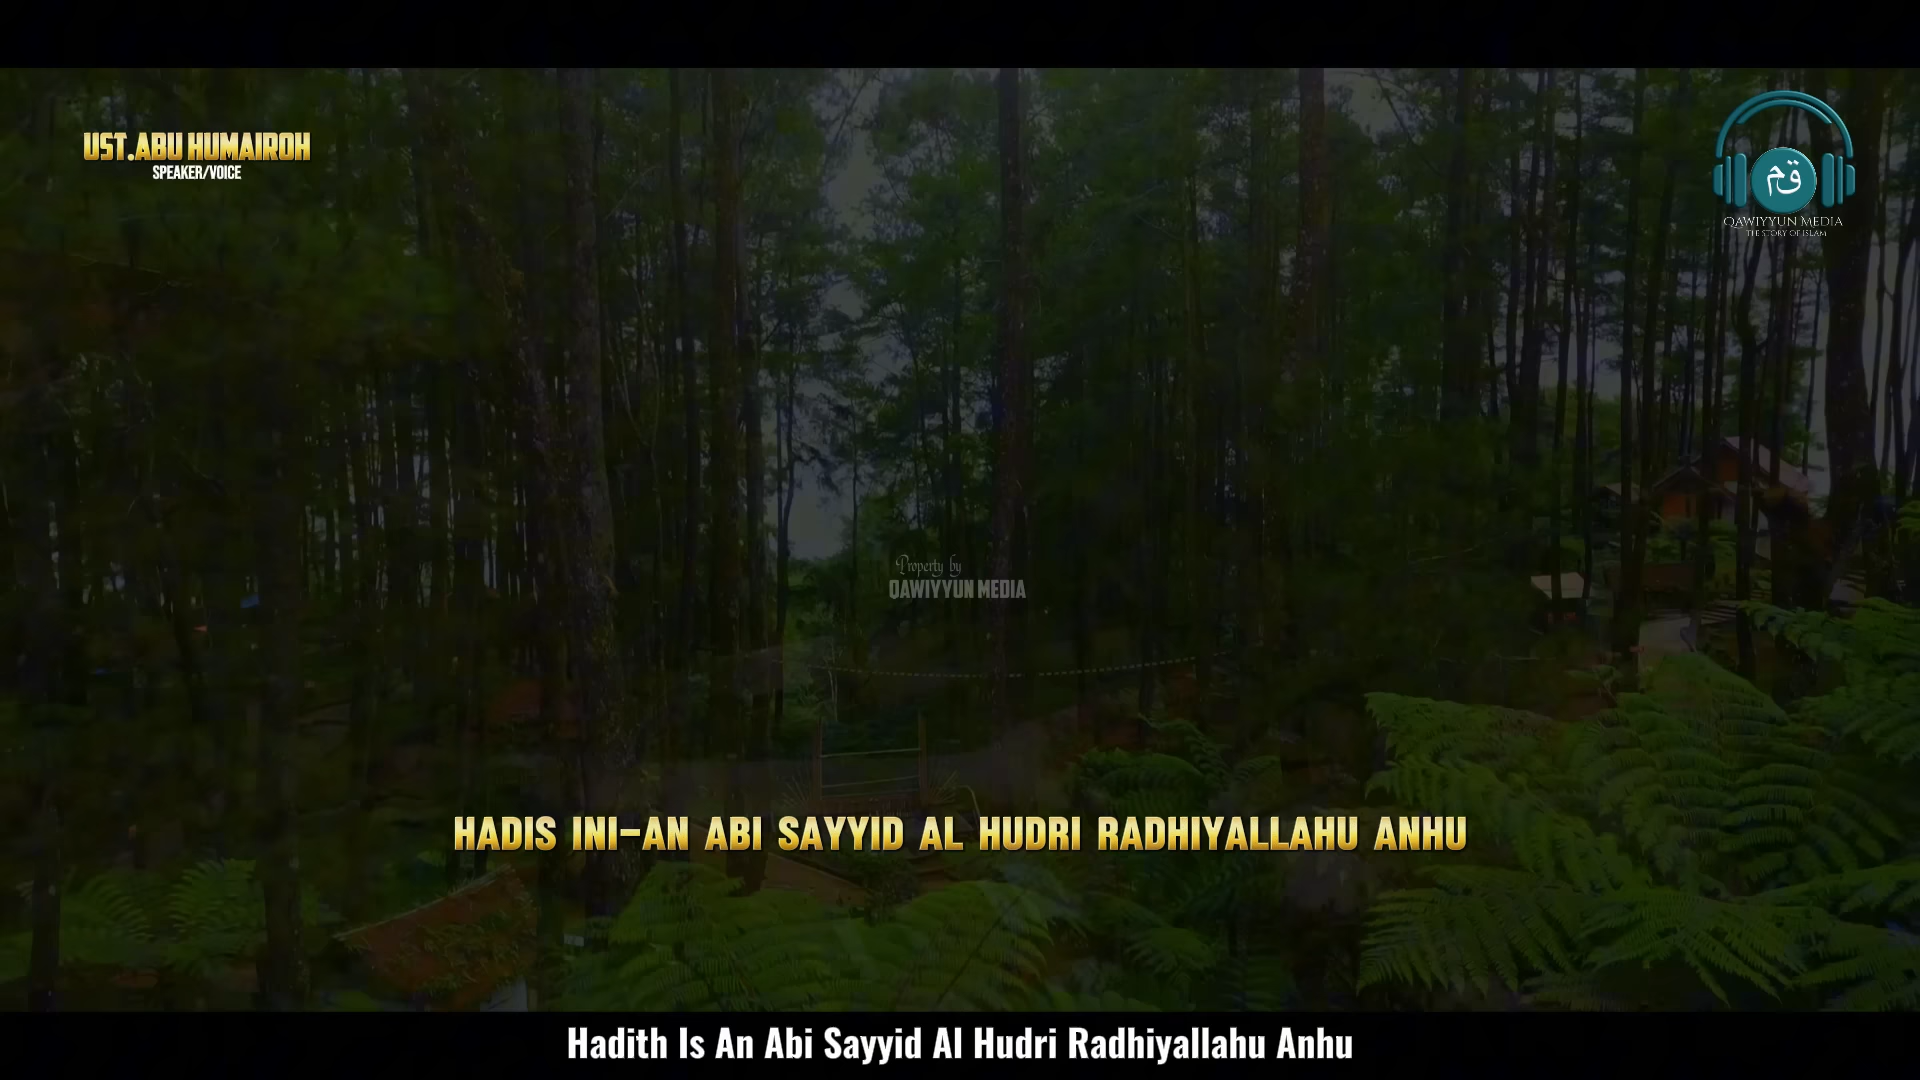 UST.ABU HUMAIROH
SPEAKER/VOICE
قم
QAWIYYUN MEDIA
THE STORY OF ISLAM
Property by
QAWIYYUN MEDIA
HADIS INI-AN ABI SAYYID AL HUDRI RADHIYALLAHU ANHU
Hadith Is An Abi Sayyid Al Hudri Radhiyallahu Anhu